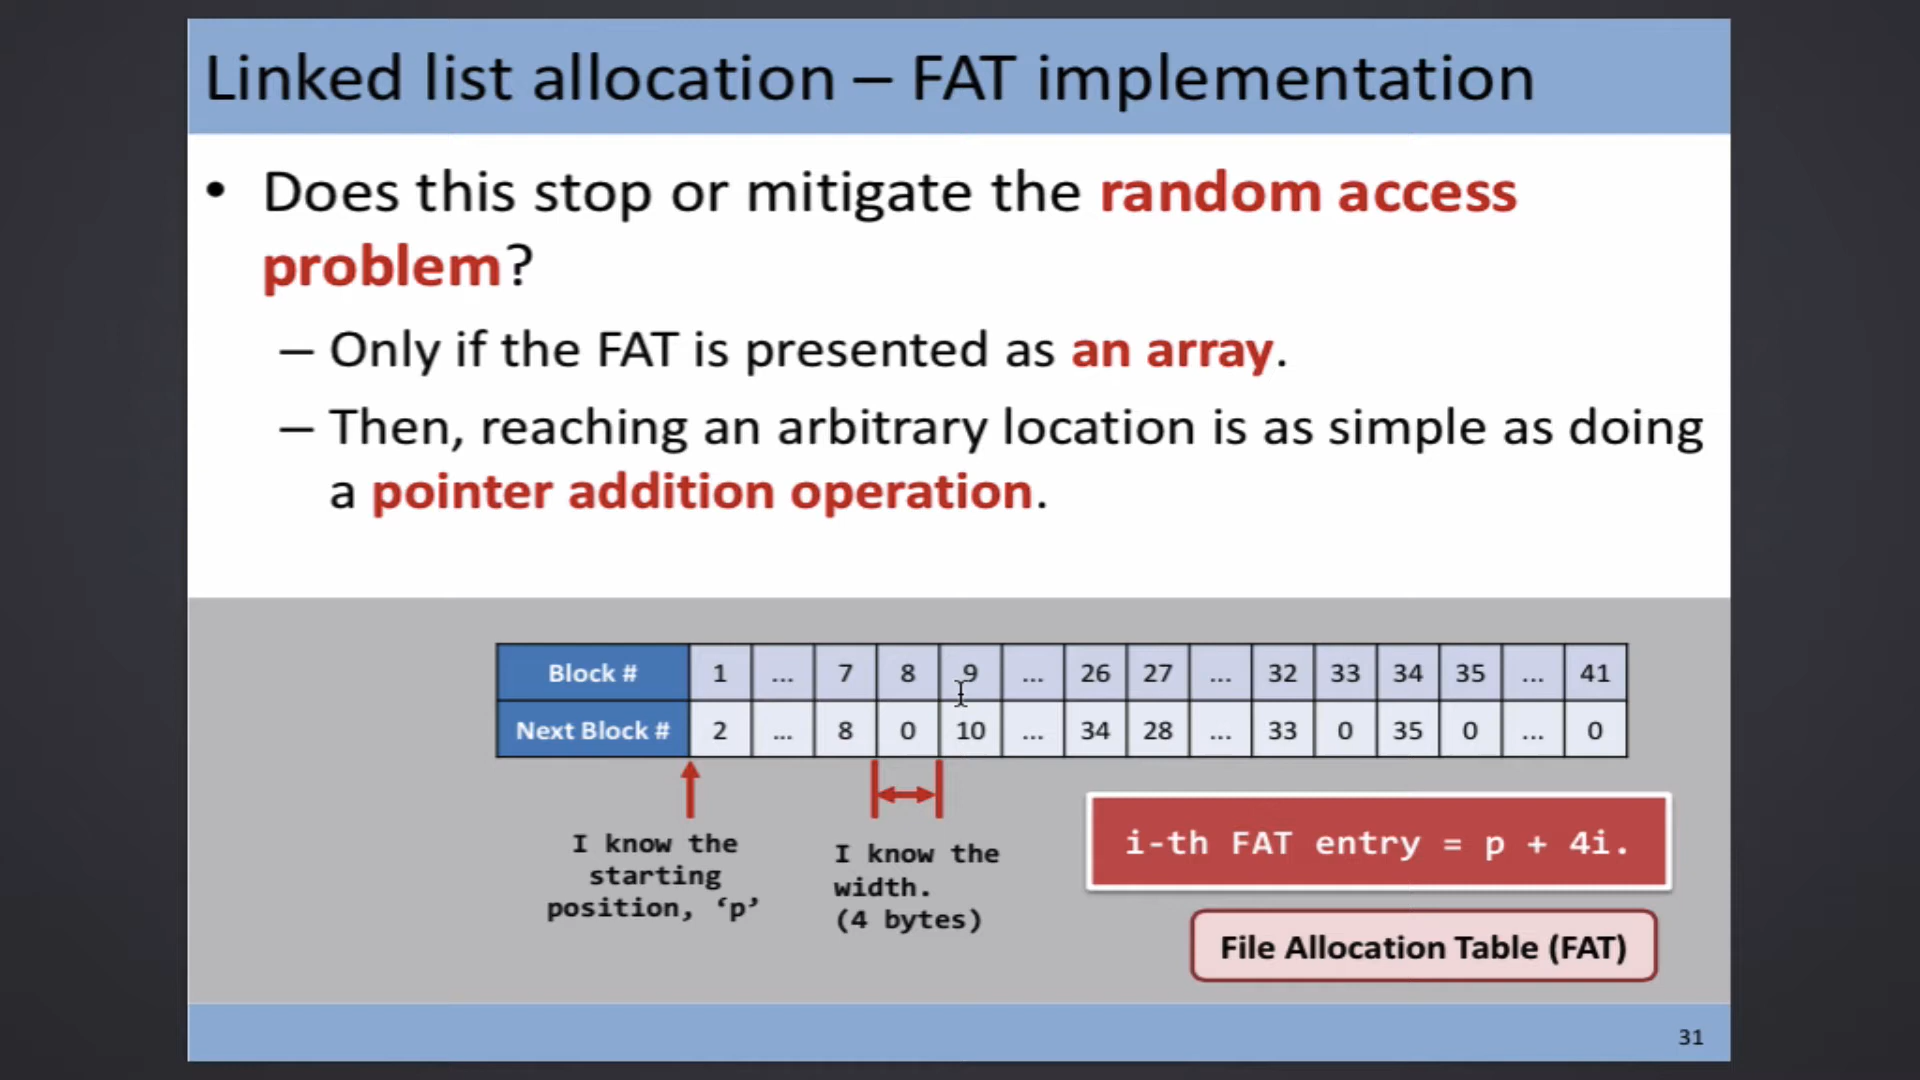 Linked list allocation – FAT implementation
• Does this stop or mitigate the random access
problem?
– Only if the FAT is presented as an array.
– Then, reaching an arbitrary location is as simple as doing
a pointer addition operation.
Block # 1 ... 7 8 9 ... 26 27 ... 32 33 34 35 ... 41
Next Block # 2 ... 8 0 10 ... 34 28 ... 33 0 35 0 ... 0
I know the
starting
position, ‘p’
I know the
width.
(4 bytes)
i-th FAT entry = p + 4i.
File Allocation Table (FAT)
31